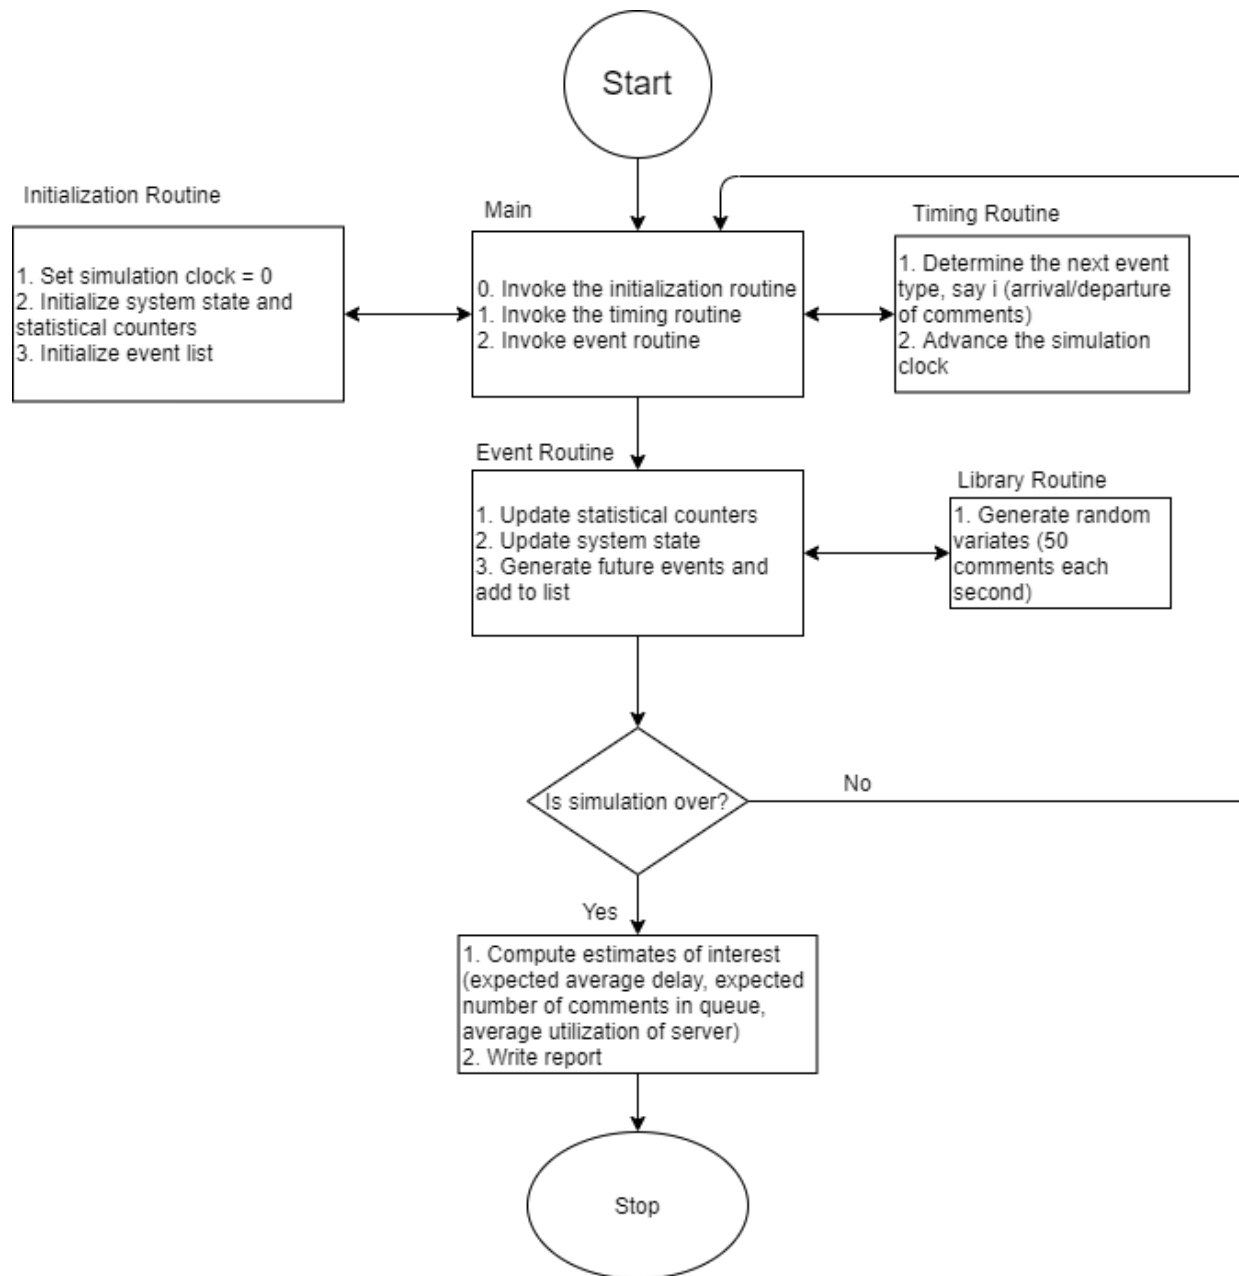 Start
Initialization Routine
1. Set simulation clock = 0
2. Initialize system state and
statistical counters
3. Initialize event list
Main
0. Invoke the initialization routine
1. Invoke the timing routine
2. Invoke event routine
Timing Routine
1. Determine the next event
type, say i (arrival/departure
of comments)
2. Advance the simulation
clock
Event Routine
1. Update statistical counters
2. Update system state
3. Generate future events and
add to list
Library Routine
1. Generate random
variates (50
comments each
second)
Is simulation over?
No
Yes
1. Compute estimates of interest
(expected average delay, expected
number of comments in queue,
average utilization of server)
2. Write report
Stop